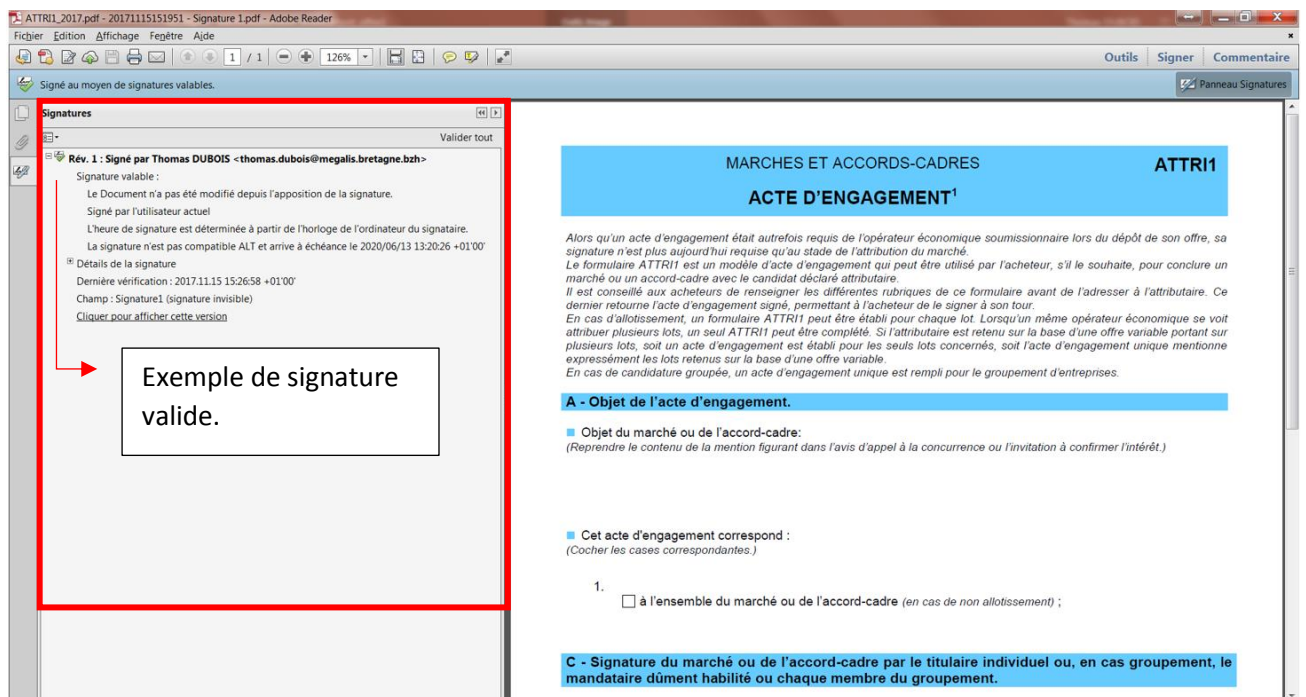 ATTRI1_2017.pdf - 20171115151951 - Signature 1.pdf - Adobe Reader
Fichier Edition Affichage Fenêtre Aide
1 / 1 126% Outils Signer Commentaire
Signé au moyen de signatures valables. Panneau Signatures
Signatures
Valider tout
Rév. 1 : Signé par Thomas DUBOIS <thomas.dubois@megalis.bretagne.bzh>
Signature valable :
Le Document n'a pas été modifié depuis l'apposition de la signature.
Signé par l'utilisateur actuel
L'heure de signature est déterminée à partir de l'horloge de l'ordinateur du signataire.
La signature n'est pas compatible ALT et arrive à échéance le 2020/06/13 13:20:26 +01'00'
Détails de la signature
Dernière vérification : 2017.11.15 15:26:58 +01'00'
Champ : Signature1 (signature invisible)
Cliquer pour afficher cette version
Exemple de signature
valide.
MARCHES ET ACCORDS-CADRES ATTRI1
ACTE D'ENGAGEMENT¹
Alors qu'un acte d'engagement était autrefois requis de l'opérateur économique soumissionnaire lors du dépôt de son offre, sa
signature n'est plus aujourd'hui requise qu'au stade de l'attribution du marché.
Le formulaire ATTRI1 est un modèle d'acte d'engagement qui peut être utilisé par l'acheteur, s'il le souhaite, pour conclure un
marché ou un accord-cadre avec le candidat déclaré attributaire.
Il est conseillé aux acheteurs de renseigner les différentes rubriques de ce formulaire avant de l'adresser à l'attributaire. Ce
dernier retourne l'acte d'engagement signé, permettant à l'acheteur de le signer à son tour.
En cas d'allotissement, un formulaire ATTRI1 peut être établi pour chaque lot. Lorsqu'un même opérateur économique se voit
attribuer plusieurs lots, un seul ATTRI1 peut être complété. Si l'attributaire est retenu sur la base d'une offre variable portant sur
plusieurs lots, soit un acte d'engagement est établi pour les seuls lots concernés, soit l'acte d'engagement unique mentionne
expressément les lots retenus sur la base d'une offre variable.
En cas de candidature groupée, un acte d'engagement unique est rempli pour le groupement d'entreprises.
A - Objet de l'acte d'engagement.
Objet du marché ou de l'accord-cadre:
(Reprendre le contenu de la mention figurant dans l'avis d'appel à la concurrence ou l'invitation à confirmer l'intérêt.)
Cet acte d'engagement correspond :
(Cocher les cases correspondantes.)
1.
à l'ensemble du marché ou de l'accord-cadre (en cas de non allotissement) ;
C - Signature du marché ou de l'accord-cadre par le titulaire individuel ou, en cas groupement, le
mandataire dûment habilité ou chaque membre du groupement.